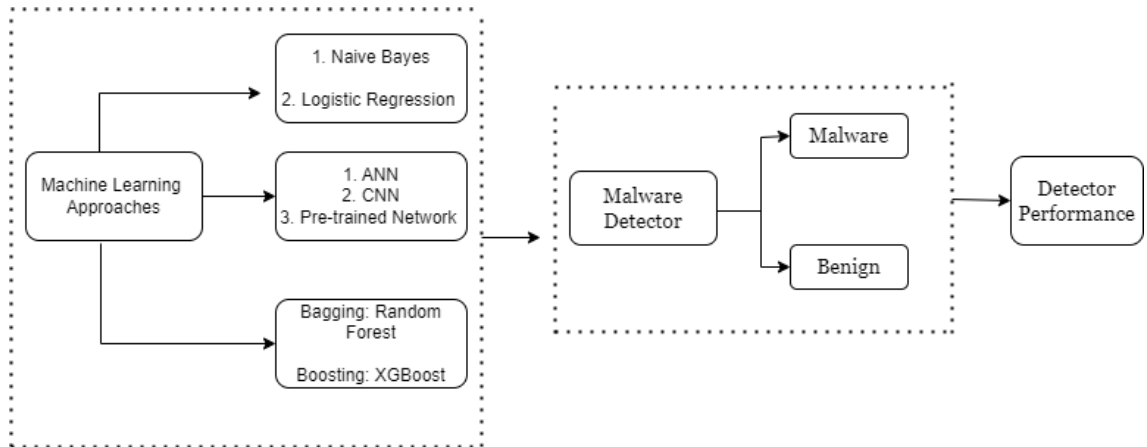 Machine Learning
Approaches
1. Naive Bayes
2. Logistic Regression
1. ANN
2. CNN
3. Pre-trained Network
Bagging: Random
Forest
Boosting: XGBoost
Malware
Detector
Malware
Benign
Detector
Performance